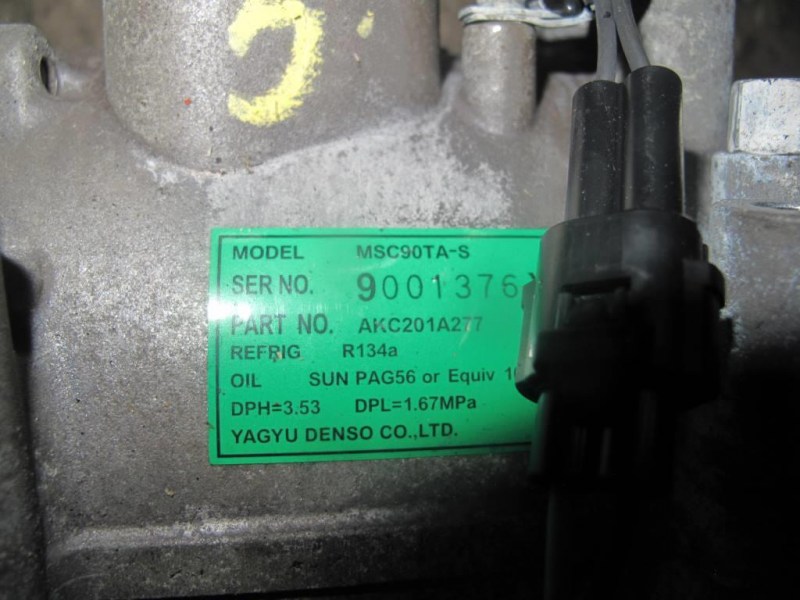 MODEL MSC90TA-S
SER NO. 9001376
PART NO. AKC201A277
REFRIG R134a
OIL SUN PAG56 or Equiv
DPH=3.53 DPL=1.67MPa
YAGYU DENSO CO.,LTD.